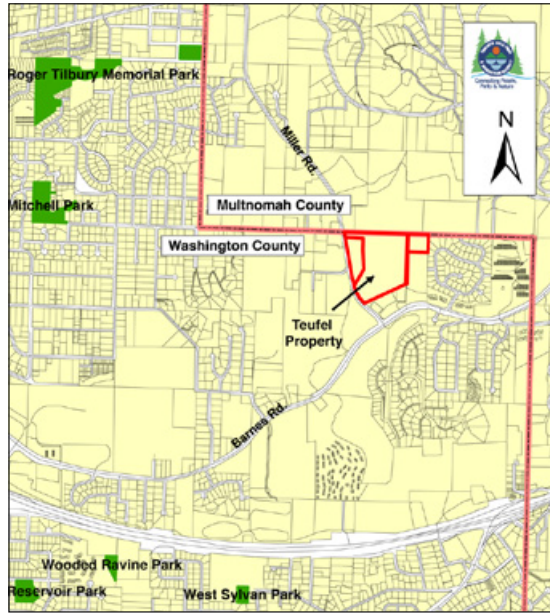 Roger Tilbury Memorial Park
N
Miller Rd.
Mitchell Park
Multnomah County
Washington County
Teufel
Property
Barnes Rd.
Wooded Ravine Park
Reservoir Park
West Sylvan Park